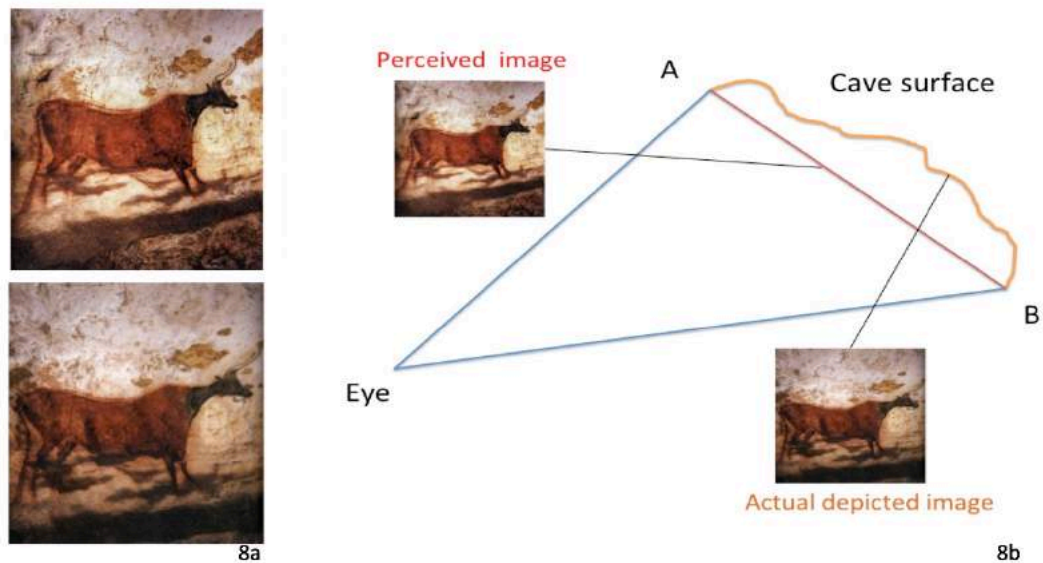 Perceived image
A
Cave surface
Eye
B
Actual depicted image
8a
8b